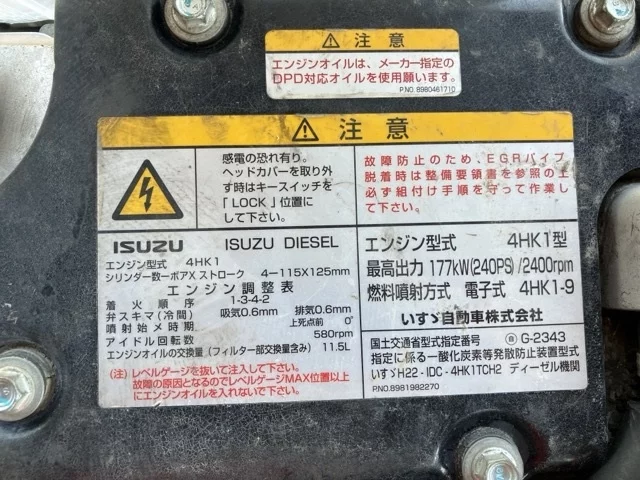 ⚠ 注意
エンジンオイルは、メーカー指定の
DPD対応オイルを使用願います。
P.NO. 8980461710
⚠ 注意
感電の恐れ有り。
ヘッドカバーを取り外
す時はキースイッチを
「LOCK」位置に
して下さい。
故障防止のため、EGRパイプ
脱着時は整備要領書を参照の上
必ず組付け手順を守って作業し
て下さい。
ISUZU ISUZU DIESEL
エンジン型式 4HK1
シリンダー数ーボアXストローク 4ー115X125mm
エンジン調整表
着火順序 1-3-4-2
弁スキマ(冷間) 吸気0.6mm 排気0.6mm
噴射始メ時期 上死点前 0°
アイドル回転数 580rpm
エンジンオイルの交換量(フィルター部交換量含み) 11.5L
(注)レベルゲージを抜いて注入して下さい。
故障の原因となるのでレベルゲージMAX位置以上
にエンジンオイルを入れないで下さい。
エンジン型式 4HK1型
最高出力 177kW(240PS)/2400rpm
燃料噴射方式 電子式 4HK1-9
いすゞ自動車株式会社
国土交通省型式指定番号 G-2343
指定に係る一酸化炭素等発散防止装置型式
いすゞH22-IDC-4HK1TCH2 ディーゼル機関
P.NO.8981982270